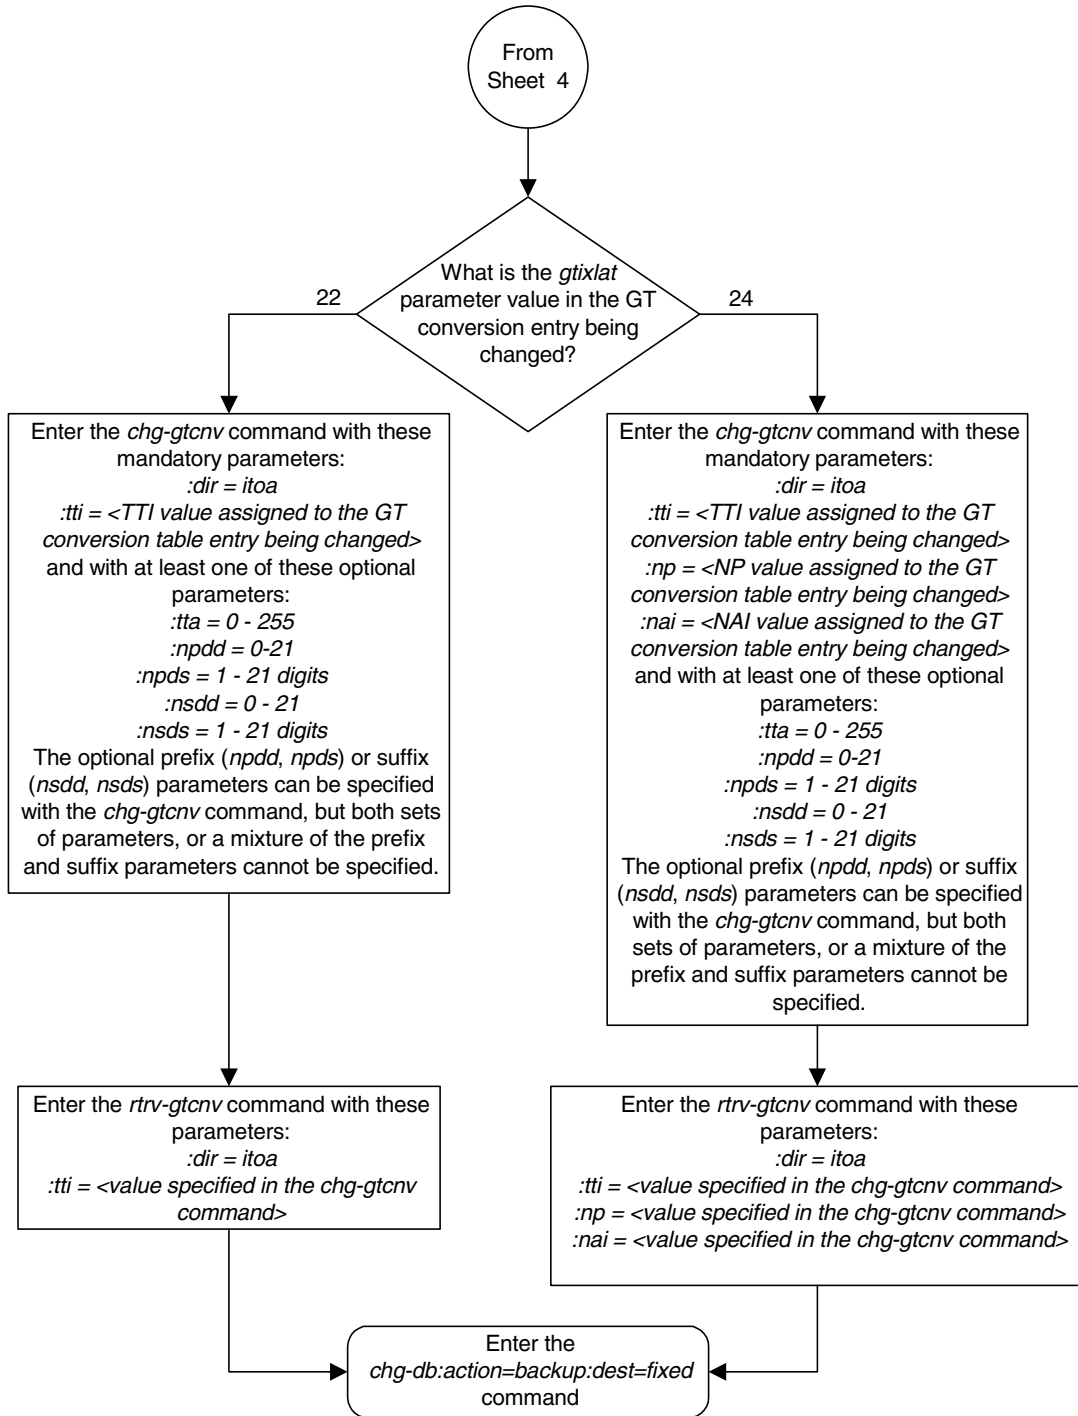 From
Sheet 4
What is the gtixlat
parameter value in the GT
conversion entry being
changed?
22
24
Enter the chg-gtcnv command with these
mandatory parameters:
:dir = itoa
:tti = <TTI value assigned to the GT
conversion table entry being changed>
and with at least one of these optional
parameters:
:tta = 0 - 255
:npdd = 0-21
:npds = 1 - 21 digits
:nsdd = 0 - 21
:nsds = 1 - 21 digits
The optional prefix (npdd, npds) or suffix
(nsdd, nsds) parameters can be specified
with the chg-gtcnv command, but both sets
of parameters, or a mixture of the prefix
and suffix parameters cannot be specified.
Enter the chg-gtcnv command with these
mandatory parameters:
:dir = itoa
:tti = <TTI value assigned to the GT
conversion table entry being changed>
:np = <NP value assigned to the GT
conversion table entry being changed>
:nai = <NAI value assigned to the GT
conversion table entry being changed>
and with at least one of these optional
parameters:
:tta = 0 - 255
:npdd = 0-21
:npds = 1 - 21 digits
:nsdd = 0 - 21
:nsds = 1 - 21 digits
The optional prefix (npdd, npds) or suffix
(nsdd, nsds) parameters can be specified
with the chg-gtcnv command, but both
sets of parameters, or a mixture of the
prefix and suffix parameters cannot be
specified.
Enter the rtrv-gtcnv command with these
parameters:
:dir = itoa
:tti = <value specified in the chg-gtcnv
command>
Enter the rtrv-gtcnv command with these
parameters:
:dir = itoa
:tti = <value specified in the chg-gtcnv command>
:np = <value specified in the chg-gtcnv command>
:nai = <value specified in the chg-gtcnv command>
Enter the
chg-db:action=backup:dest=fixed
command